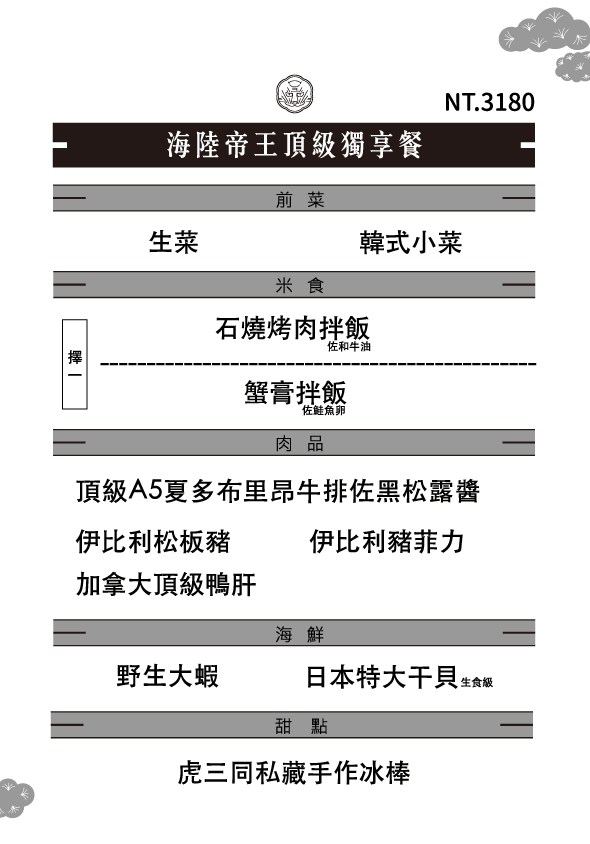 NT.3180
海陸帝王頂級獨享餐
前菜
生菜 韓式小菜
米食
擇一
石燒烤肉拌飯
佐和牛油
蟹膏拌飯
佐鮭魚卵
肉品
頂級A5夏多布里昂牛排佐黑松露醬
伊比利松板豬 伊比利豬菲力
加拿大頂級鴨肝
海鮮
野生大蝦 日本特大干貝生食級
甜點
虎三同私藏手作冰棒